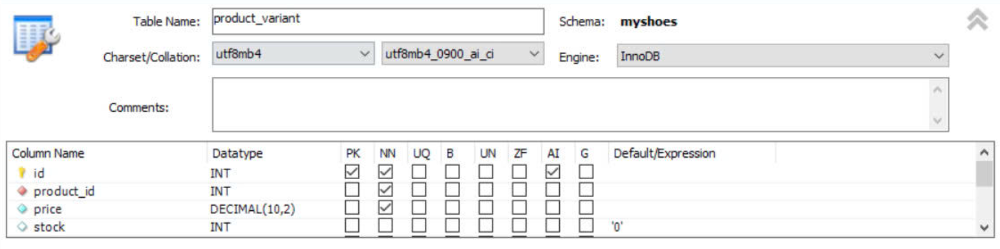 Table Name: product_variant Schema: myshoes
Charset/Collation: utf8mb4 utf8mb4_0900_ai_ci Engine: InnoDB
Comments:
Column Name Datatype PK NN UQ B UN ZF AI G Default/Expression
id INT
product_id INT
price DECIMAL(10,2)
stock INT '0'